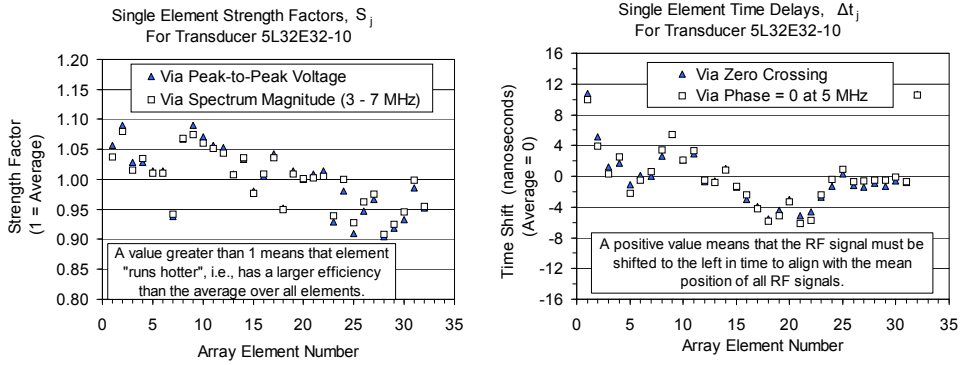 Single Element Strength Factors, S j
For Transducer 5L32E32-10
1.20
1.15
1.10
1.05
1.00
0.95
0.90
0.85
0.80
Strength Factor
(1 = Average)
Via Peak-to-Peak Voltage
Via Spectrum Magnitude (3 - 7 MHz)
A value greater than 1 means that element
"runs hotter", i.e., has a larger efficiency
than the average over all elements.
0 5 10 15 20 25 30 35
Array Element Number
Single Element Time Delays, Δt j
For Transducer 5L32E32-10
16
12
8
4
0
-4
-8
-12
-16
Time Shift (nanoseconds)
(Average = 0)
Via Zero Crossing
Via Phase = 0 at 5 MHz
A positive value means that the RF signal must be
shifted to the left in time to align with the mean
position of all RF signals.
0 5 10 15 20 25 30 35
Array Element Number